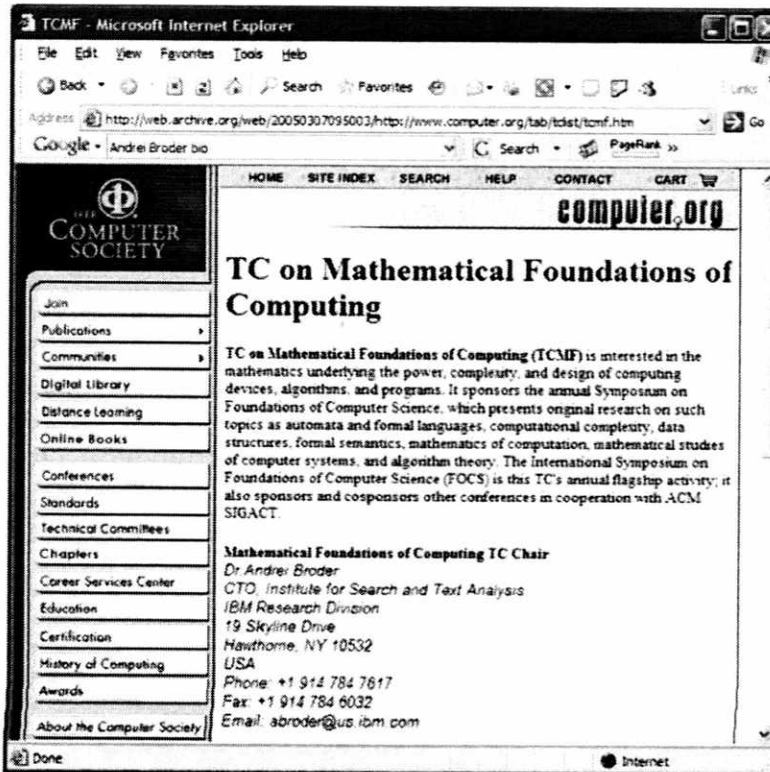 TCMF - Microsoft Internet Explorer
File Edit View Favorites Tools Help
Back Search Favorites
Links
Address http://web.archive.org/web/20050307095003/http://www.computer.org/tab/tclist/tcmf.htm Go
Google Andrei Broder bio Search PageRank »
HOME SITE INDEX SEARCH HELP CONTACT CART
IEEE
COMPUTER
SOCIETY
computer.org
Join
Publications
Communities
Digital Library
Distance Learning
Online Books
Conferences
Standards
Technical Committees
Chapters
Career Services Center
Education
Certification
History of Computing
Awards
About the Computer Society
TC on Mathematical Foundations of
Computing
TC on Mathematical Foundations of Computing (TCMF) is interested in the
mathematics underlying the power, complexity, and design of computing
devices, algorithms, and programs. It sponsors the annual Symposium on
Foundations of Computer Science, which presents original research on such
topics as automata and formal languages, computational complexity, data
structures, formal semantics, mathematics of computation, mathematical studies
of computer systems, and algorithm theory. The International Symposium on
Foundations of Computer Science (FOCS) is this TC's annual flagship activity; it
also sponsors and cosponsors other conferences in cooperation with ACM
SIGACT.
Mathematical Foundations of Computing TC Chair
Dr. Andrei Broder
CTO, Institute for Search and Text Analysis
IBM Research Division
19 Skyline Drive
Hawthorne, NY 10532
USA
Phone: +1 914 784 7617
Fax: +1 914 784 6032
Email: abroder@us.ibm.com
Done Internet